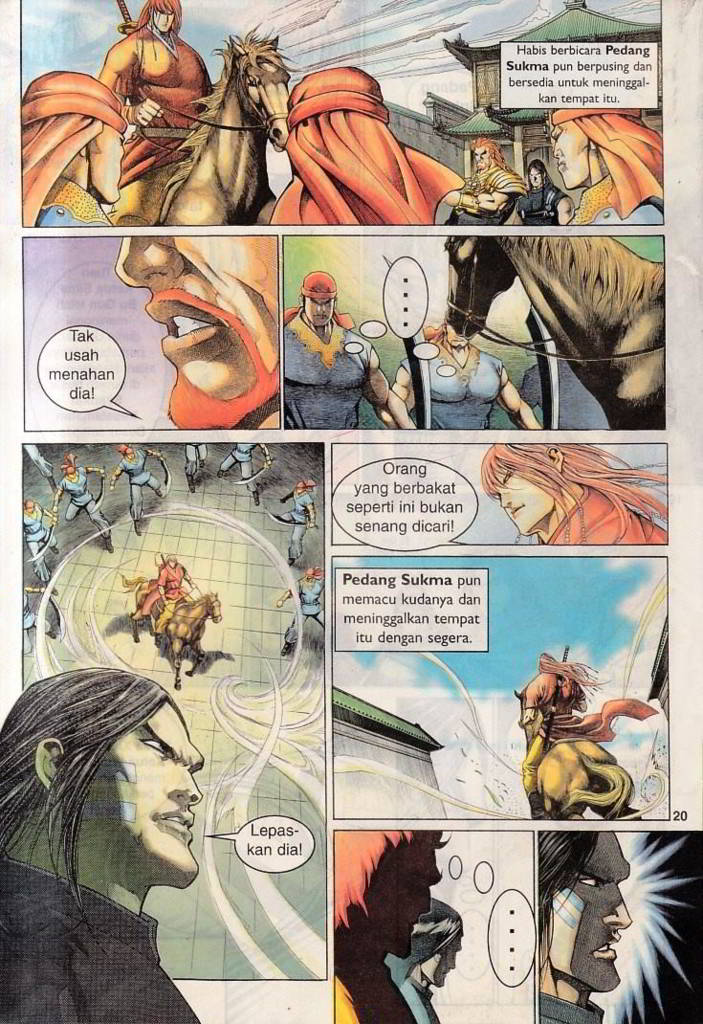 Habis berbicara Pedang
Sukma pun berpusing dan
bersedia untuk meninggal-
kan tempat itu.
Tak
usah
menahan
dia!
....
Orang
yang berbakat
seperti ini bukan
senang dicari!
Lepas-
kan dia!
Pedang Sukma pun
memacu kudanya dan
meninggalkan tempat
itu dengan segera.
20
....